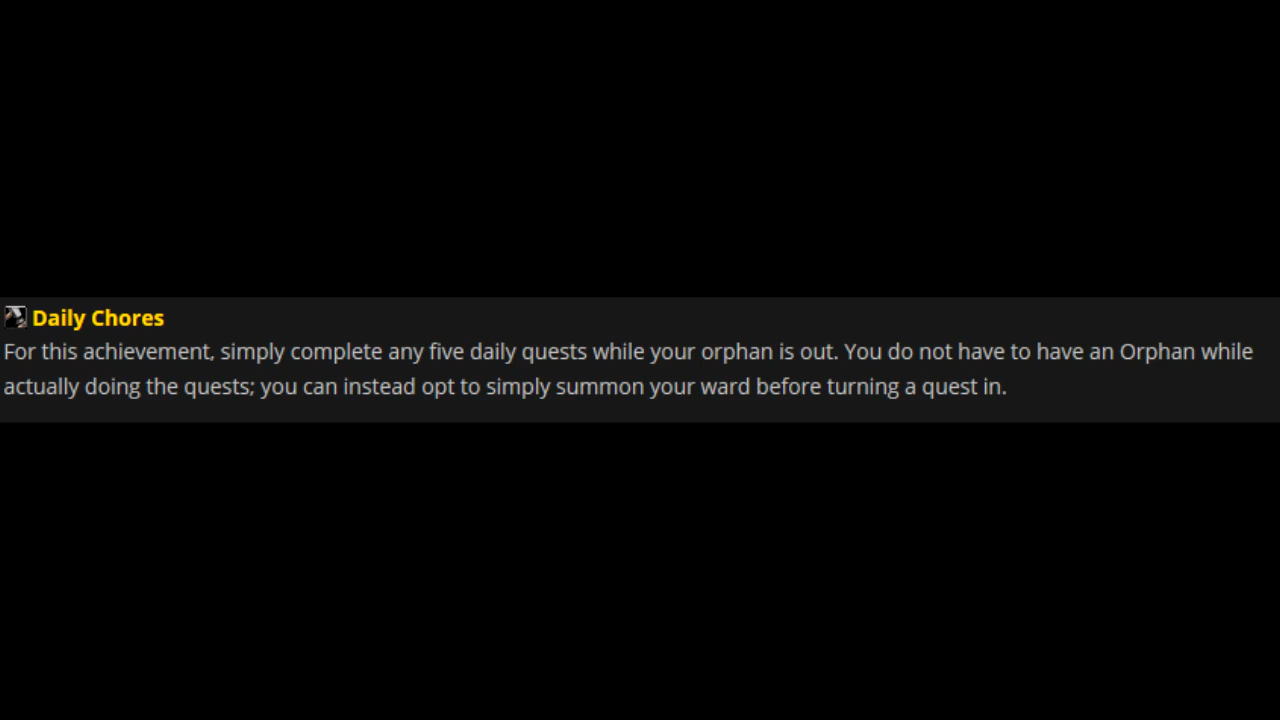 Daily Chores
For this achievement, simply complete any five daily quests while your orphan is out. You do not have to have an Orphan while
actually doing the quests; you can instead opt to simply summon your ward before turning a quest in.